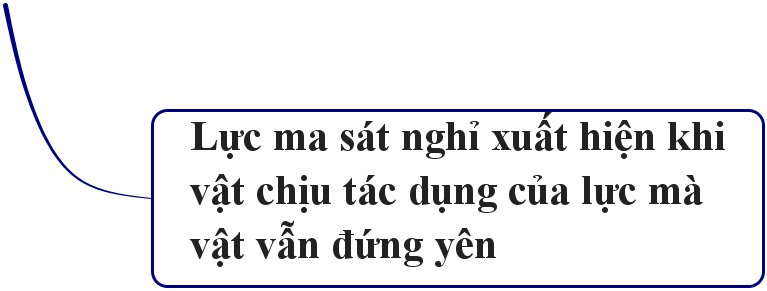 Lực ma sát nghỉ xuất hiện khi
vật chịu tác dụng của lực mà
vật vẫn đứng yên